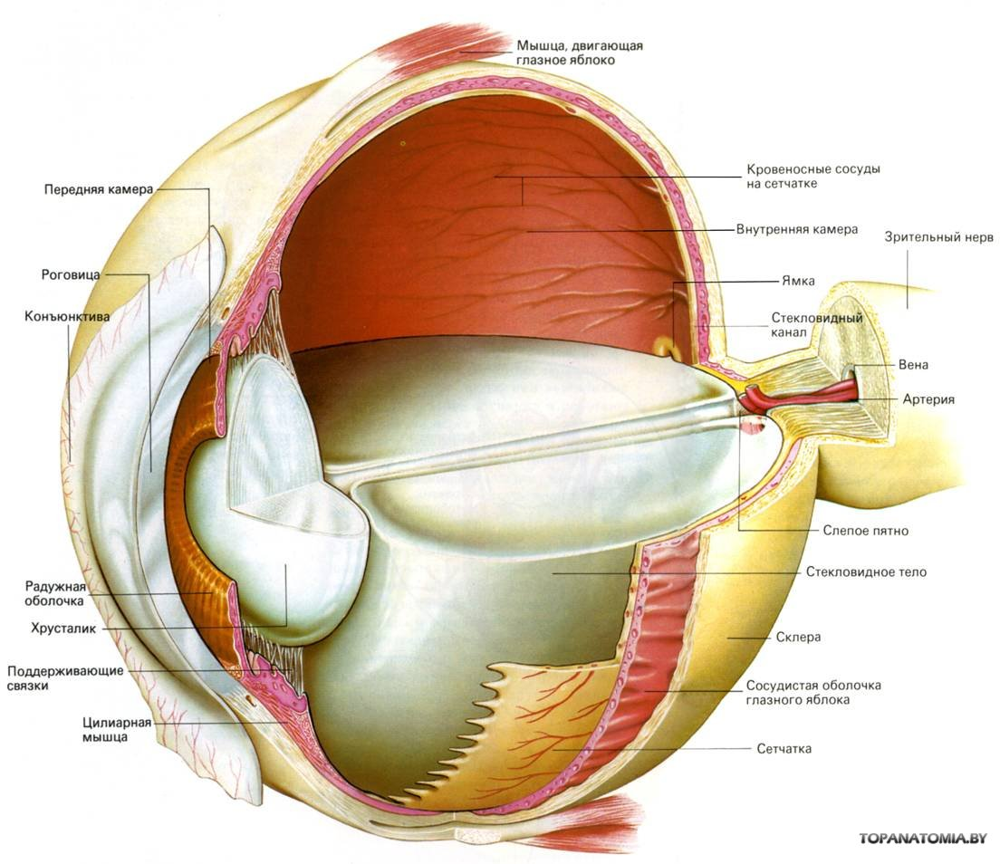 Мышца, двигающая
глазное яблоко
Кровеносные сосуды
на сетчатке
Передняя камера
Внутренняя камера
Зрительный нерв
Роговица
Ямка
Конъюнктива
Стекловидный
канал
Вена
Артерия
Слепое пятно
Стекловидное тело
Радужная
оболочка
Хрусталик
Склера
Поддерживающие
связки
Сосудистая оболочка
глазного яблока
Цилиарная
мышца
Сетчатка
TOPANATOMIA.BY